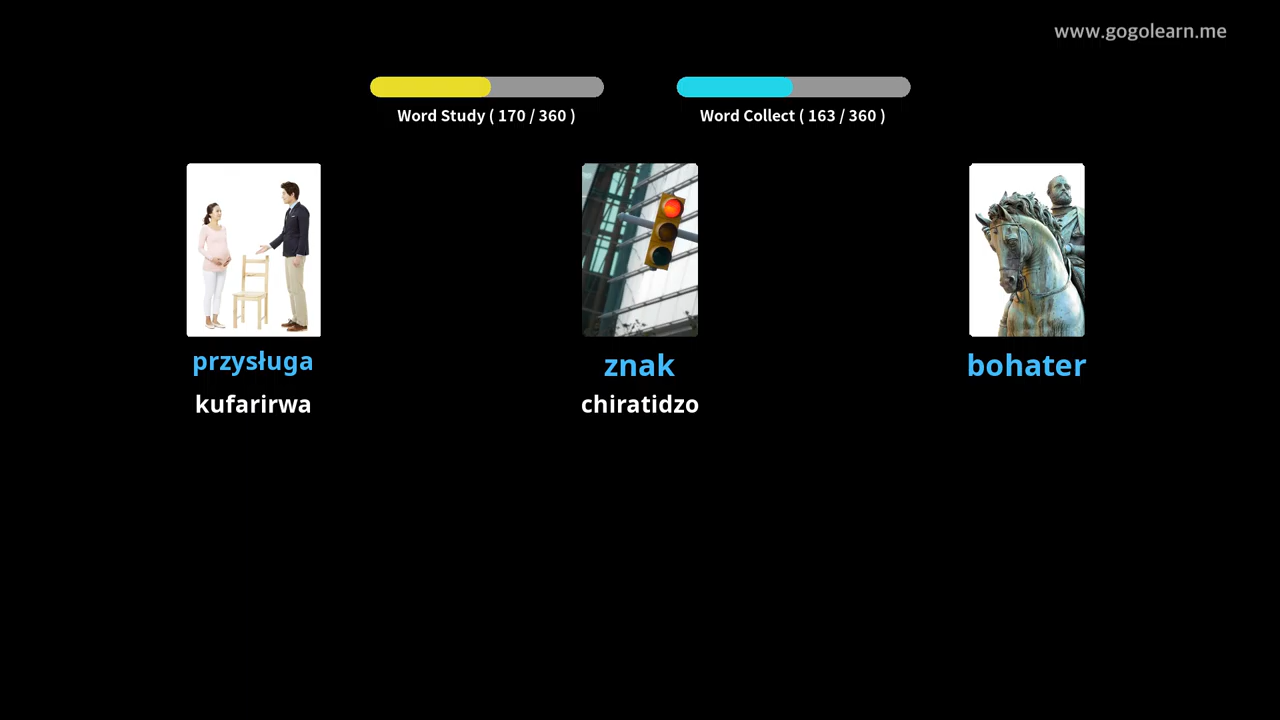 www.gogolearn.me
Word Study ( 170 / 360 )
Word Collect ( 163 / 360 )
przysługa
znak
bohater
kufarirwa
chiratidzo